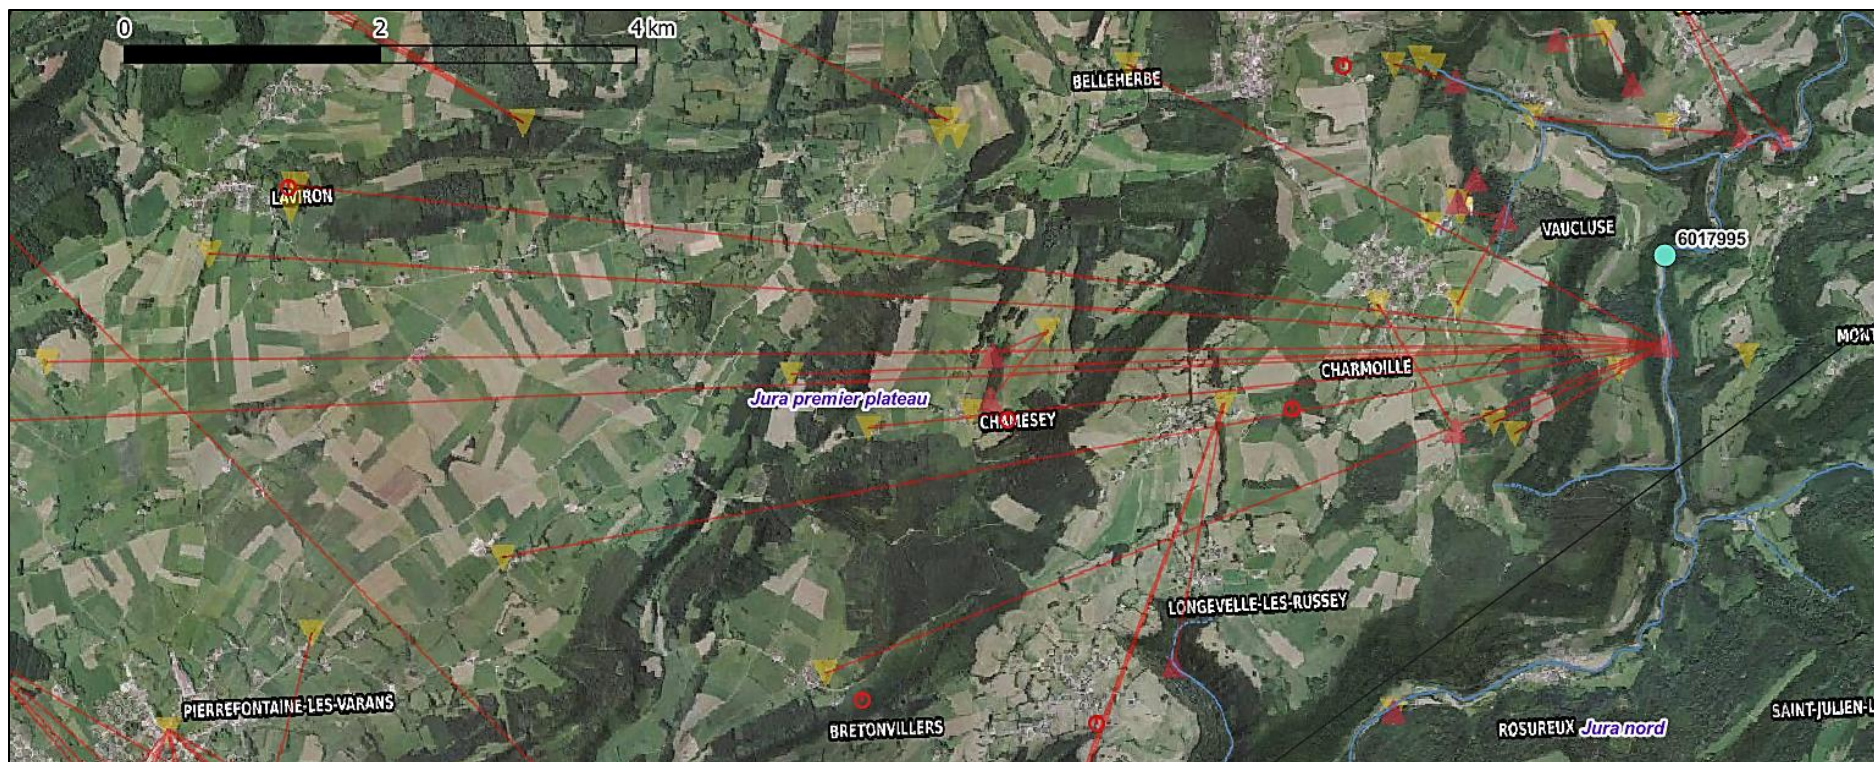 0 2 4 km
BELLEHERBE
LAVIRON
VAUCLUSE
6017995
MONT
CHARMOILLE
Jura premier plateau
CHAMESEY
LONGEVELLE-LES-RUSSEY
PIERREFONTAINE-LES-VARANS
BRETONVILLERS
ROSUREUX Jura nord
SAINT-JULIEN-L